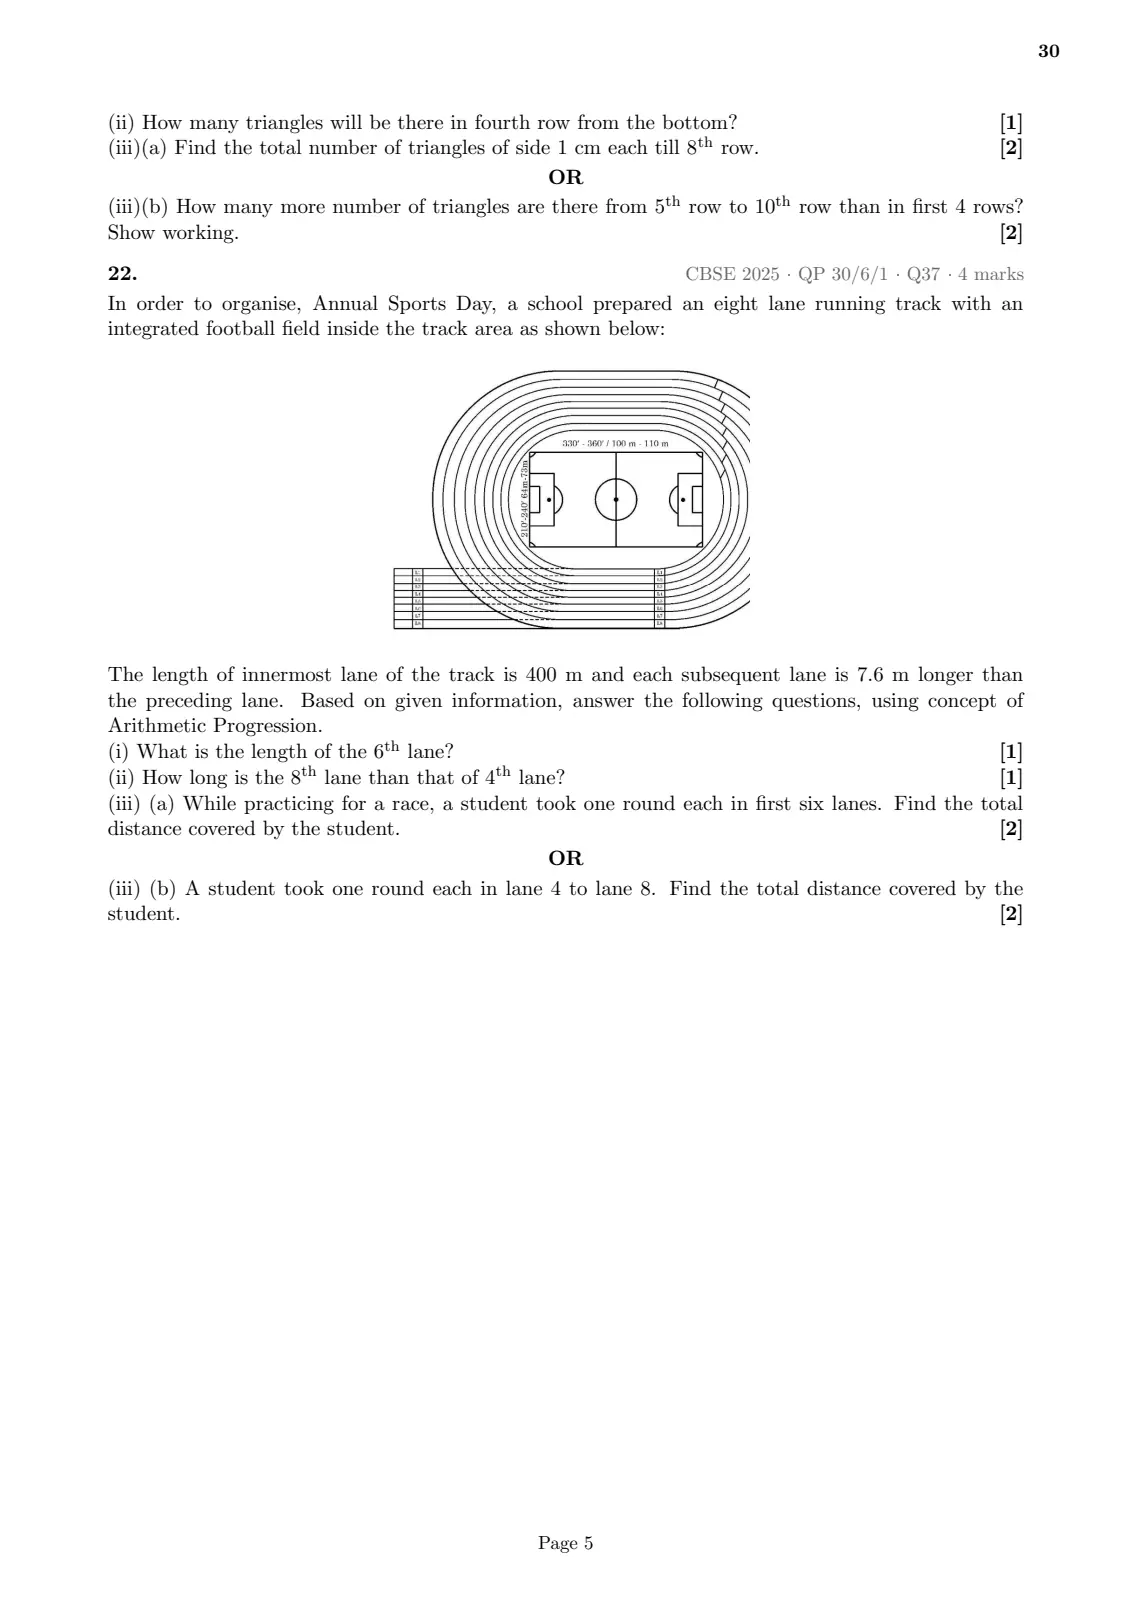 30
(ii) How many triangles will be there in fourth row from the bottom? [1]
(iii)(a) Find the total number of triangles of side 1 cm each till 8th row. [2]
OR
(iii)(b) How many more number of triangles are there from 5th row to 10th row than in first 4 rows?
Show working. [2]
22. CBSE 2025 · QP 30/6/1 · Q37 · 4 marks
In order to organise, Annual Sports Day, a school prepared an eight lane running track with an
integrated football field inside the track area as shown below:
330' - 360' / 100 m - 110 m
210'-240' 64m-73m
The length of innermost lane of the track is 400 m and each subsequent lane is 7.6 m longer than
the preceding lane. Based on given information, answer the following questions, using concept of
Arithmetic Progression.
(i) What is the length of the 6th lane? [1]
(ii) How long is the 8th lane than that of 4th lane? [1]
(iii) (a) While practicing for a race, a student took one round each in first six lanes. Find the total
distance covered by the student. [2]
OR
(iii) (b) A student took one round each in lane 4 to lane 8. Find the total distance covered by the
student. [2]
Page 5